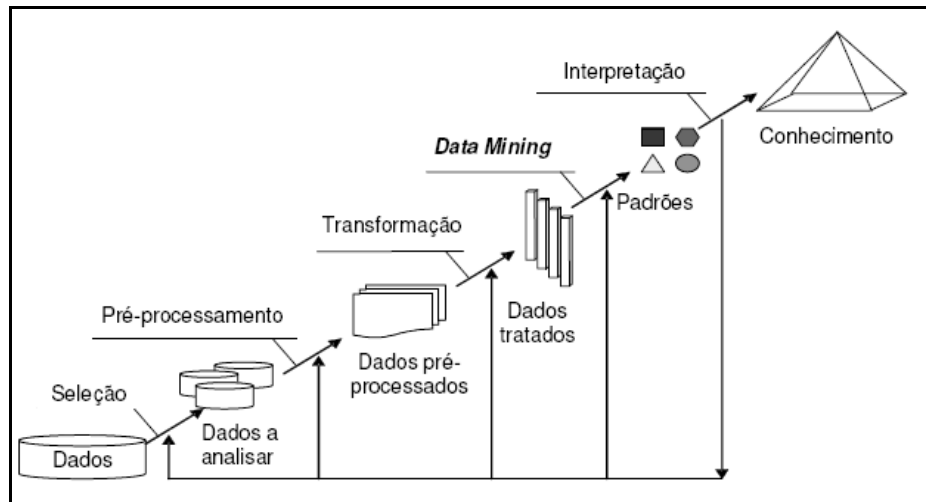 Interpretação
Conhecimento
Data Mining
Padrões
Transformação
Dados
tratados
Pré-processamento
Dados pré-
processados
Seleção
Dados a
analisar
Dados